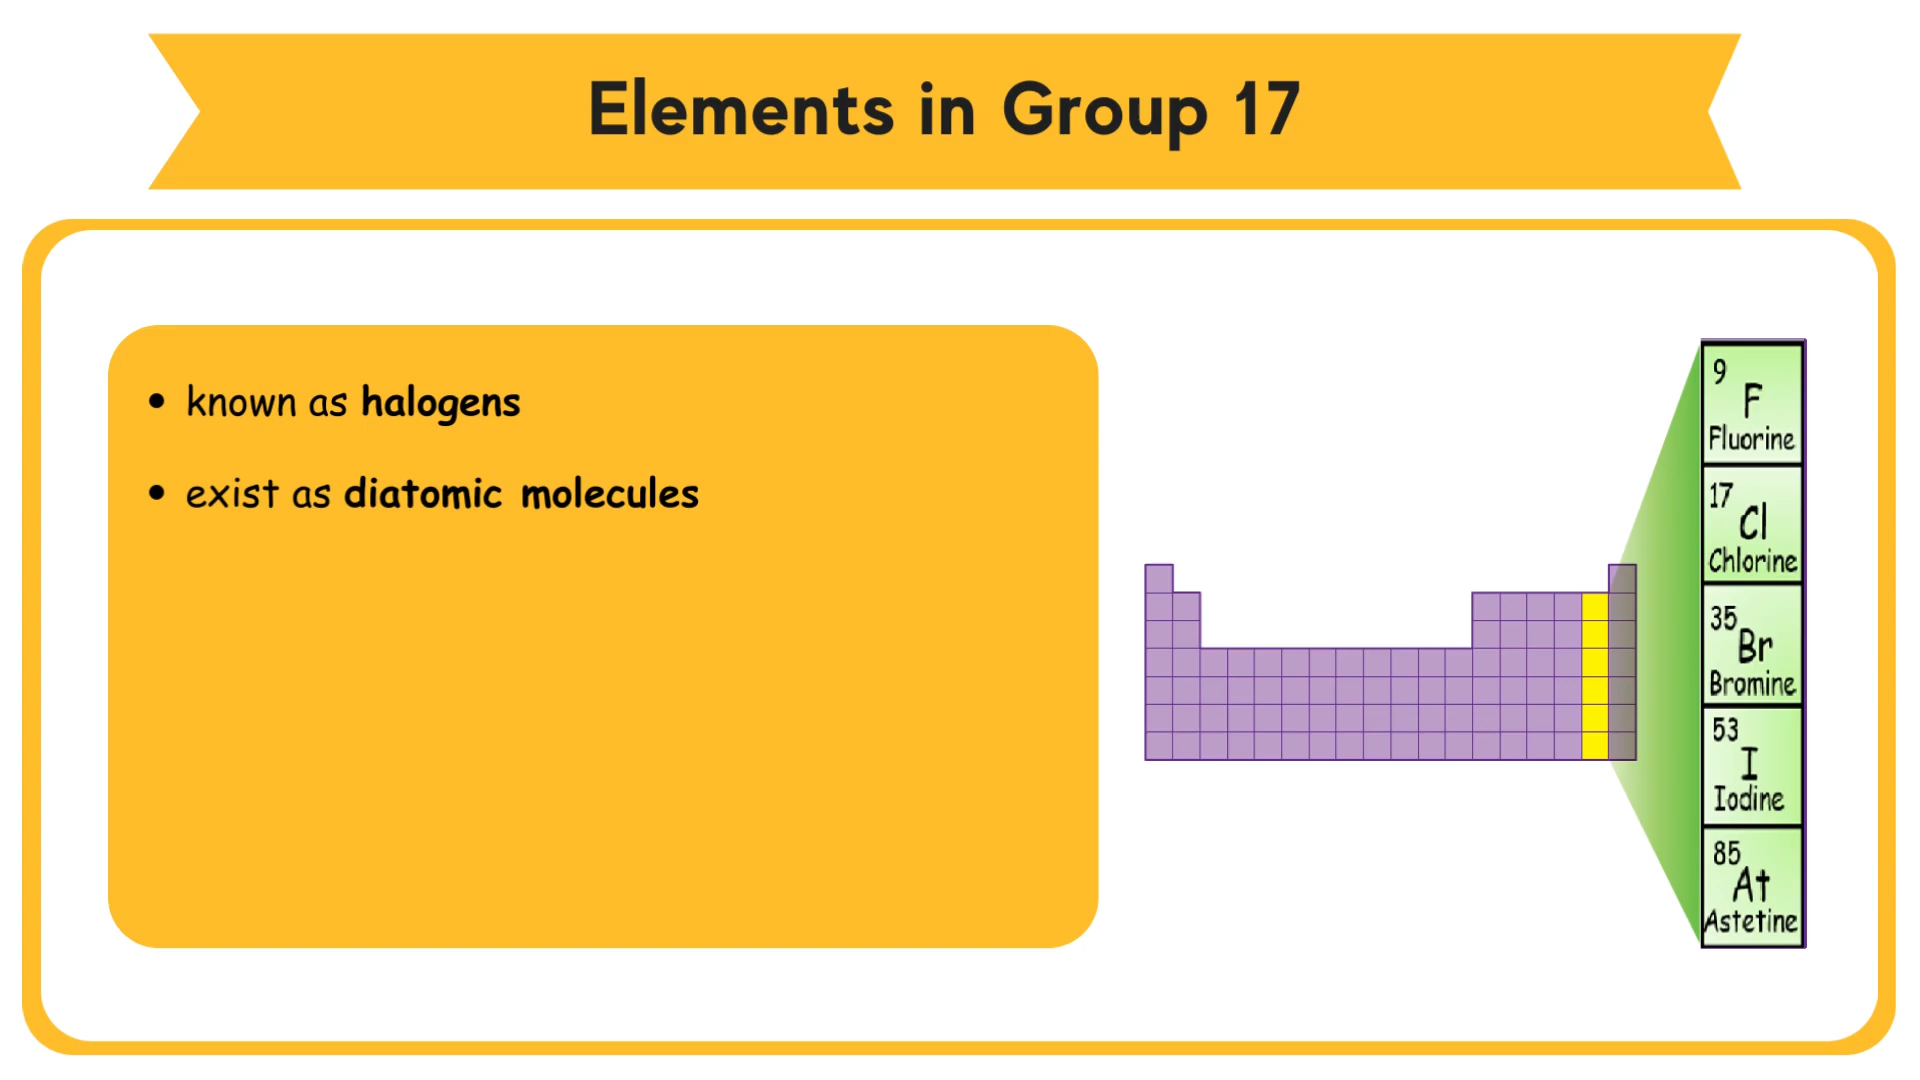 Elements in Group 17
• known as halogens
• exist as diatomic molecules
9
F
Fluorine
17
Cl
Chlorine
35
Br
Bromine
53
I
Iodine
85
At
Astetine